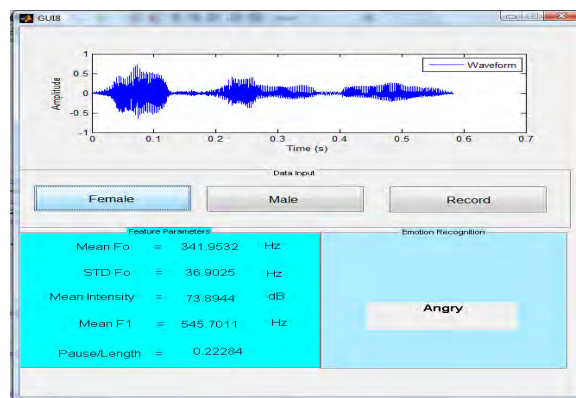 GUI8
1
0.5
0
-0.5
-1
Amplitude
Waveform
0 0.1 0.2 0.3 0.4 0.5 0.6 0.7
Time (s)
Data Input
Female Male Record
Feature Parameters
Mean Fo = 341.9532 Hz
STD Fo = 36.9025 Hz
Mean Intensity = 73.8944 dB
Mean F1 = 545.7011 Hz
Pause/Length = 0.22284
Emotion Recognition
Angry